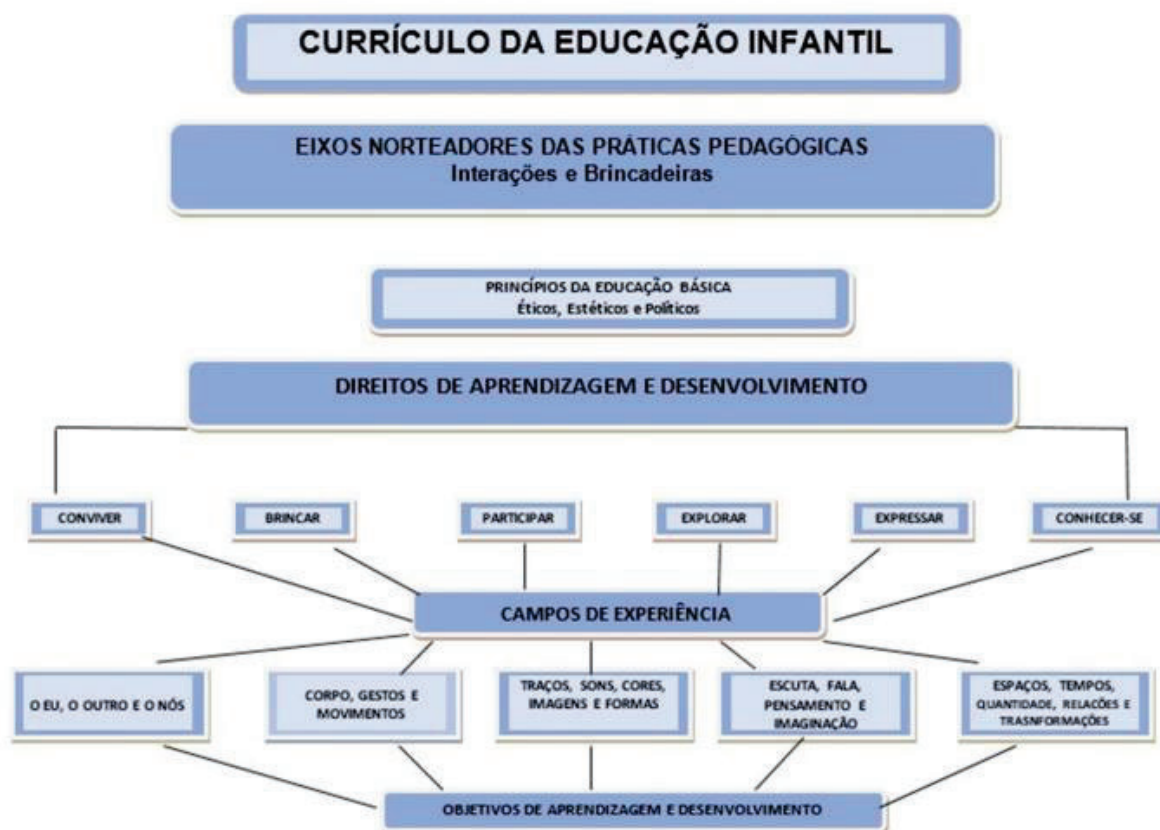 CURRÍCULO DA EDUCAÇÃO INFANTIL
EIXOS NORTEADORES DAS PRÁTICAS PEDAGÓGICAS
Interações e Brincadeiras
PRINCÍPIOS DA EDUCAÇÃO BÁSICA
Éticos, Estéticos e Políticos
DIREITOS DE APRENDIZAGEM E DESENVOLVIMENTO
CONVIVER
BRINCAR
PARTICIPAR
EXPLORAR
EXPRESSAR
CONHECER-SE
CAMPOS DE EXPERIÊNCIA
O EU, O OUTRO E O NÓS
CORPO, GESTOS E
MOVIMENTOS
TRAÇOS, SONS, CORES,
IMAGENS E FORMAS
ESCUTA, FALA,
PENSAMENTO E
IMAGINAÇÃO
ESPAÇOS, TEMPOS,
QUANTIDADE, RELACÕES E
TRASNFORMAÇÕES
OBJETIVOS DE APRENDIZAGEM E DESENVOLVIMENTO